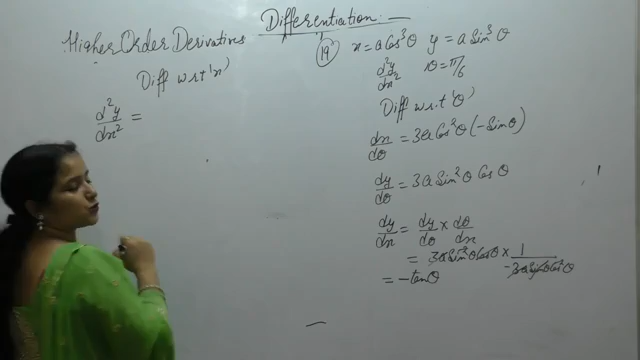 Differentiation:
Higher Order Derivatives
Diff w.r.t 'x'
d²y/dx² =
(19) x = a Cos³θ y = a Sin³θ
d²y/dx² θ = π/6
Diff w.r.t 'θ'
dx/dθ = 3a Cos²θ (-Sinθ)
dy/dθ = 3a Sin²θ Cosθ
dy/dx = dy/dθ × dθ/dx
= 3a Sin²θ Cosθ × 1/-3a Sinθ Cos²θ
= -tanθ